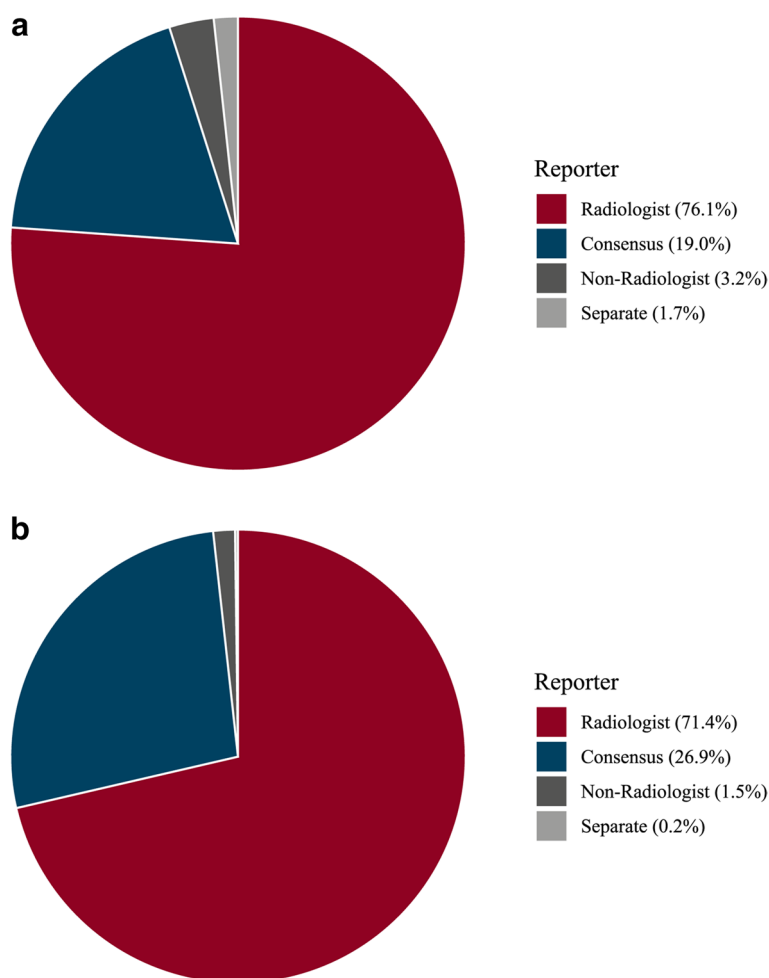 a
Reporter
Radiologist (76.1%)
Consensus (19.0%)
Non-Radiologist (3.2%)
Separate (1.7%)
b
Reporter
Radiologist (71.4%)
Consensus (26.9%)
Non-Radiologist (1.5%)
Separate (0.2%)